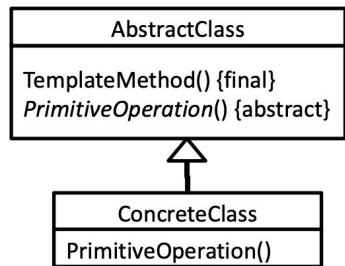 AbstractClass
TemplateMethod() {final}
PrimitiveOperation() {abstract}
ConcreteClass
PrimitiveOperation()